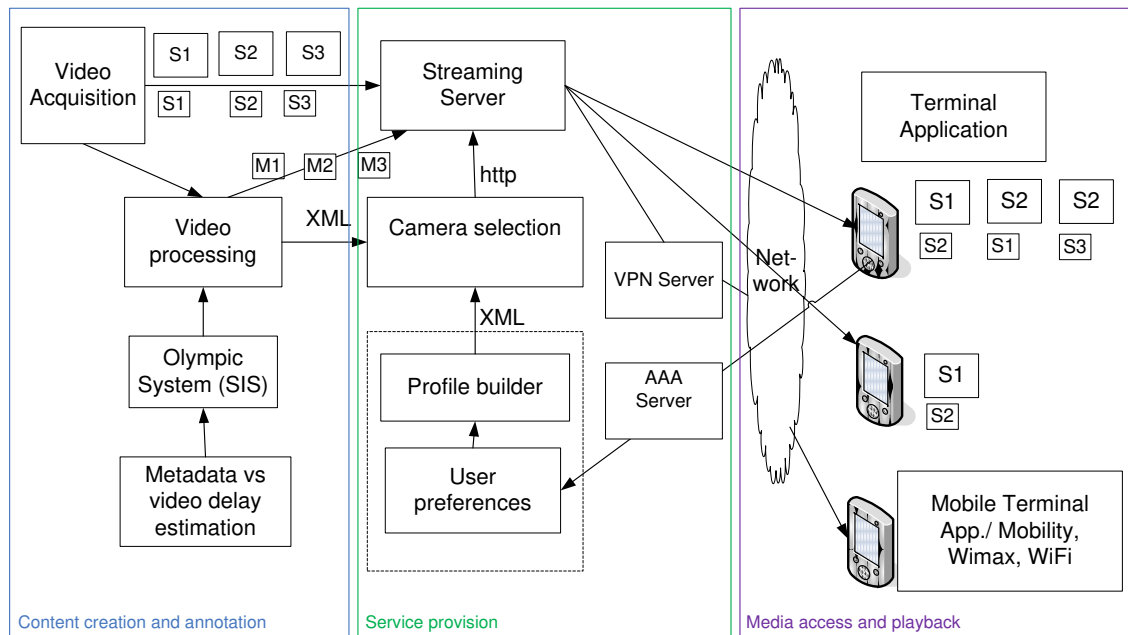 Video
Acquisition
S1
S2
S3
S1
S2
S3
M1
M2
M3
Video
processing
XML
Olympic
System (SIS)
Metadata vs
video delay
estimation
Content creation and annotation
Streaming
Server
http
Camera selection
XML
Profile builder
User
preferences
VPN Server
AAA
Server
Service provision
Net-
work
Terminal
Application
S1
S2
S2
S2
S1
S3
S1
S2
Mobile Terminal
App./ Mobility,
Wimax, WiFi
Media access and playback